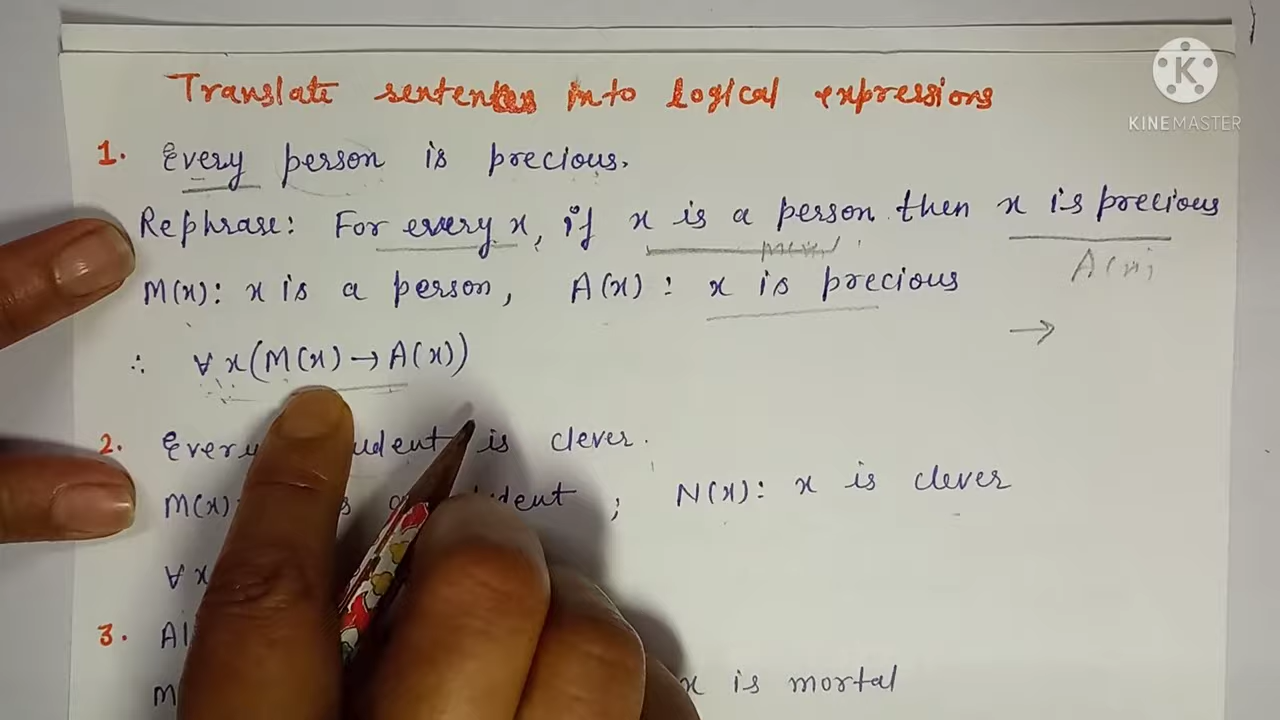 Translate sentences into logical expressions
K
KINEMASTER
1. Every person is precious.
Rephrase: For every x, if x is a person then x is precious
M(x)
A(x)
M(x): x is a person, A(x): x is precious
→
∴ ∀x(M(x)→A(x))
2. is clever.
M(x) N(x): x is clever
∀x
3.
M x is mortal